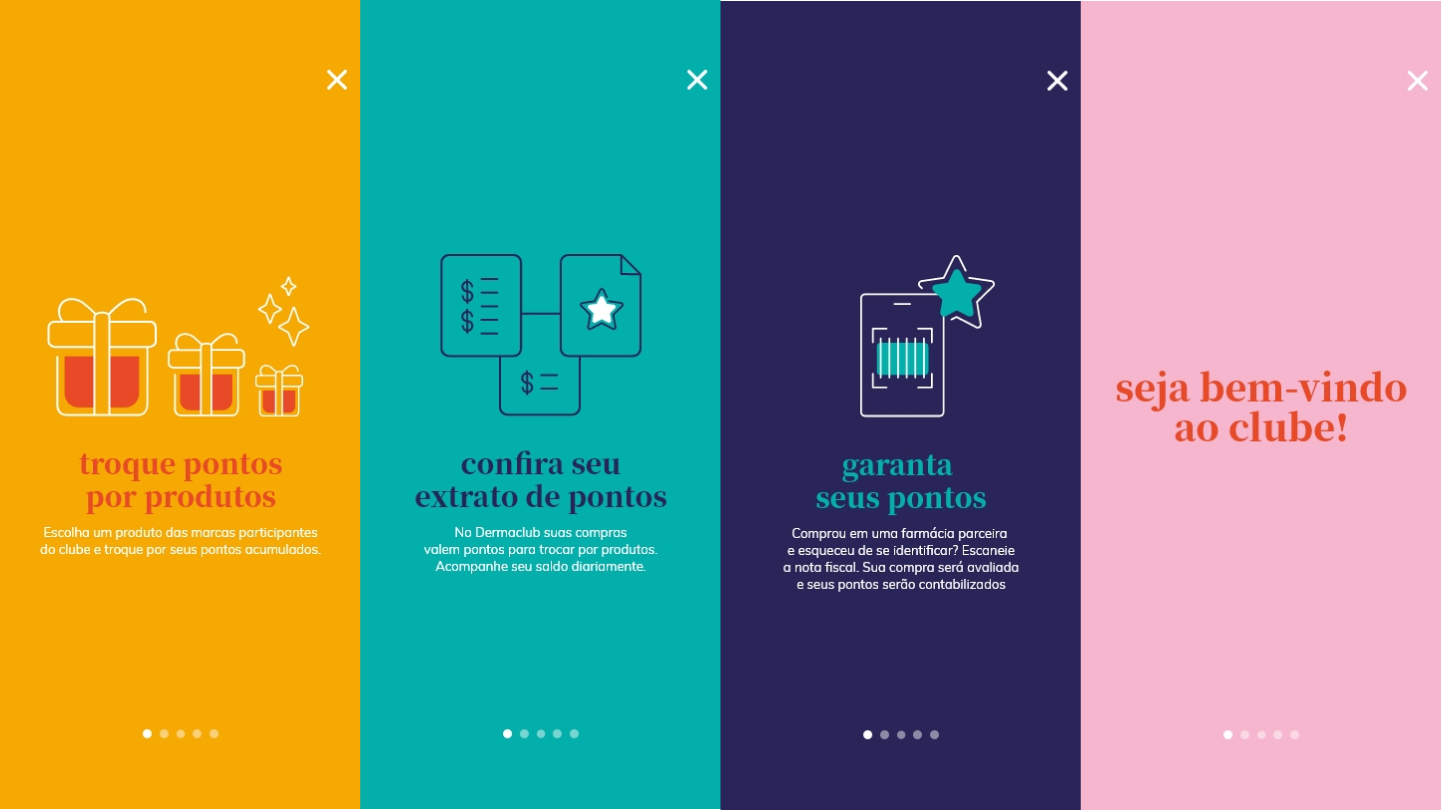 troque pontos
por produtos
Escolha um produto das marcas participantes
do clube e troque por seus pontos acumulados.
$
$
$
confira seu
extrato de pontos
No Dermaclub suas compras
valem pontos para trocar por produtos.
Acompanhe seu saldo diariamente.
garanta
seus pontos
Comprou em uma farmácia parceira
e esqueceu de se identificar? Escaneie
a nota fiscal. Sua compra será avaliada
e seus pontos serão contabilizados
seja bem-vindo
ao clube!